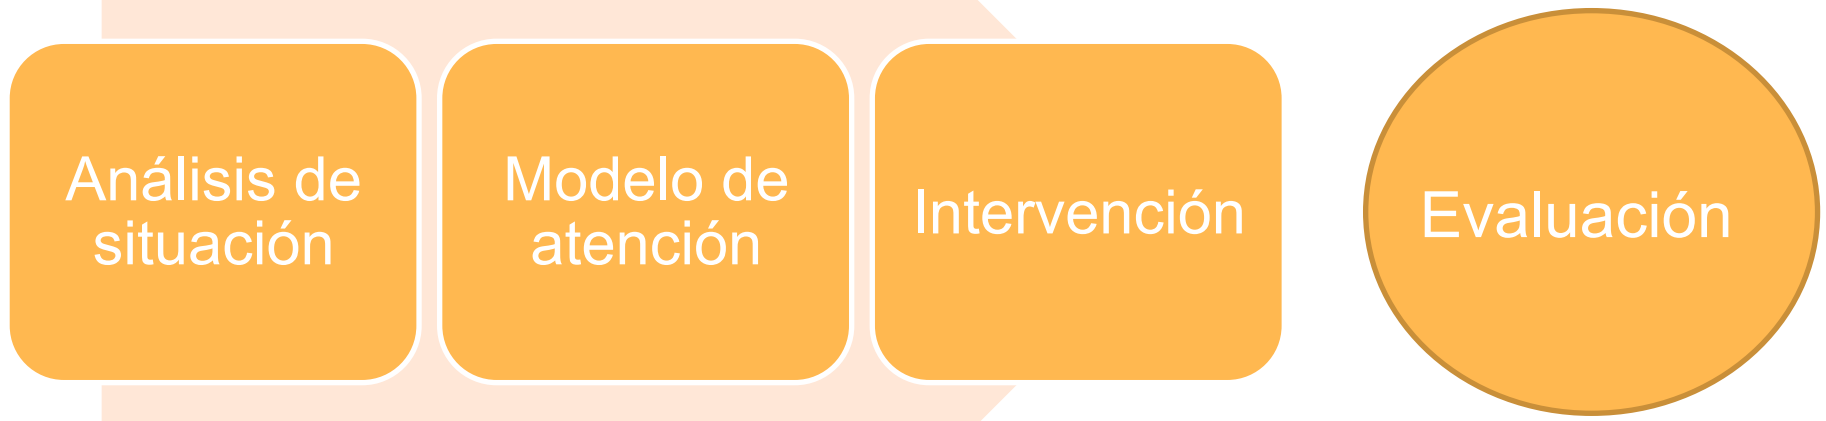 Análisis de
situación
Modelo de
atención
Intervención
Evaluación